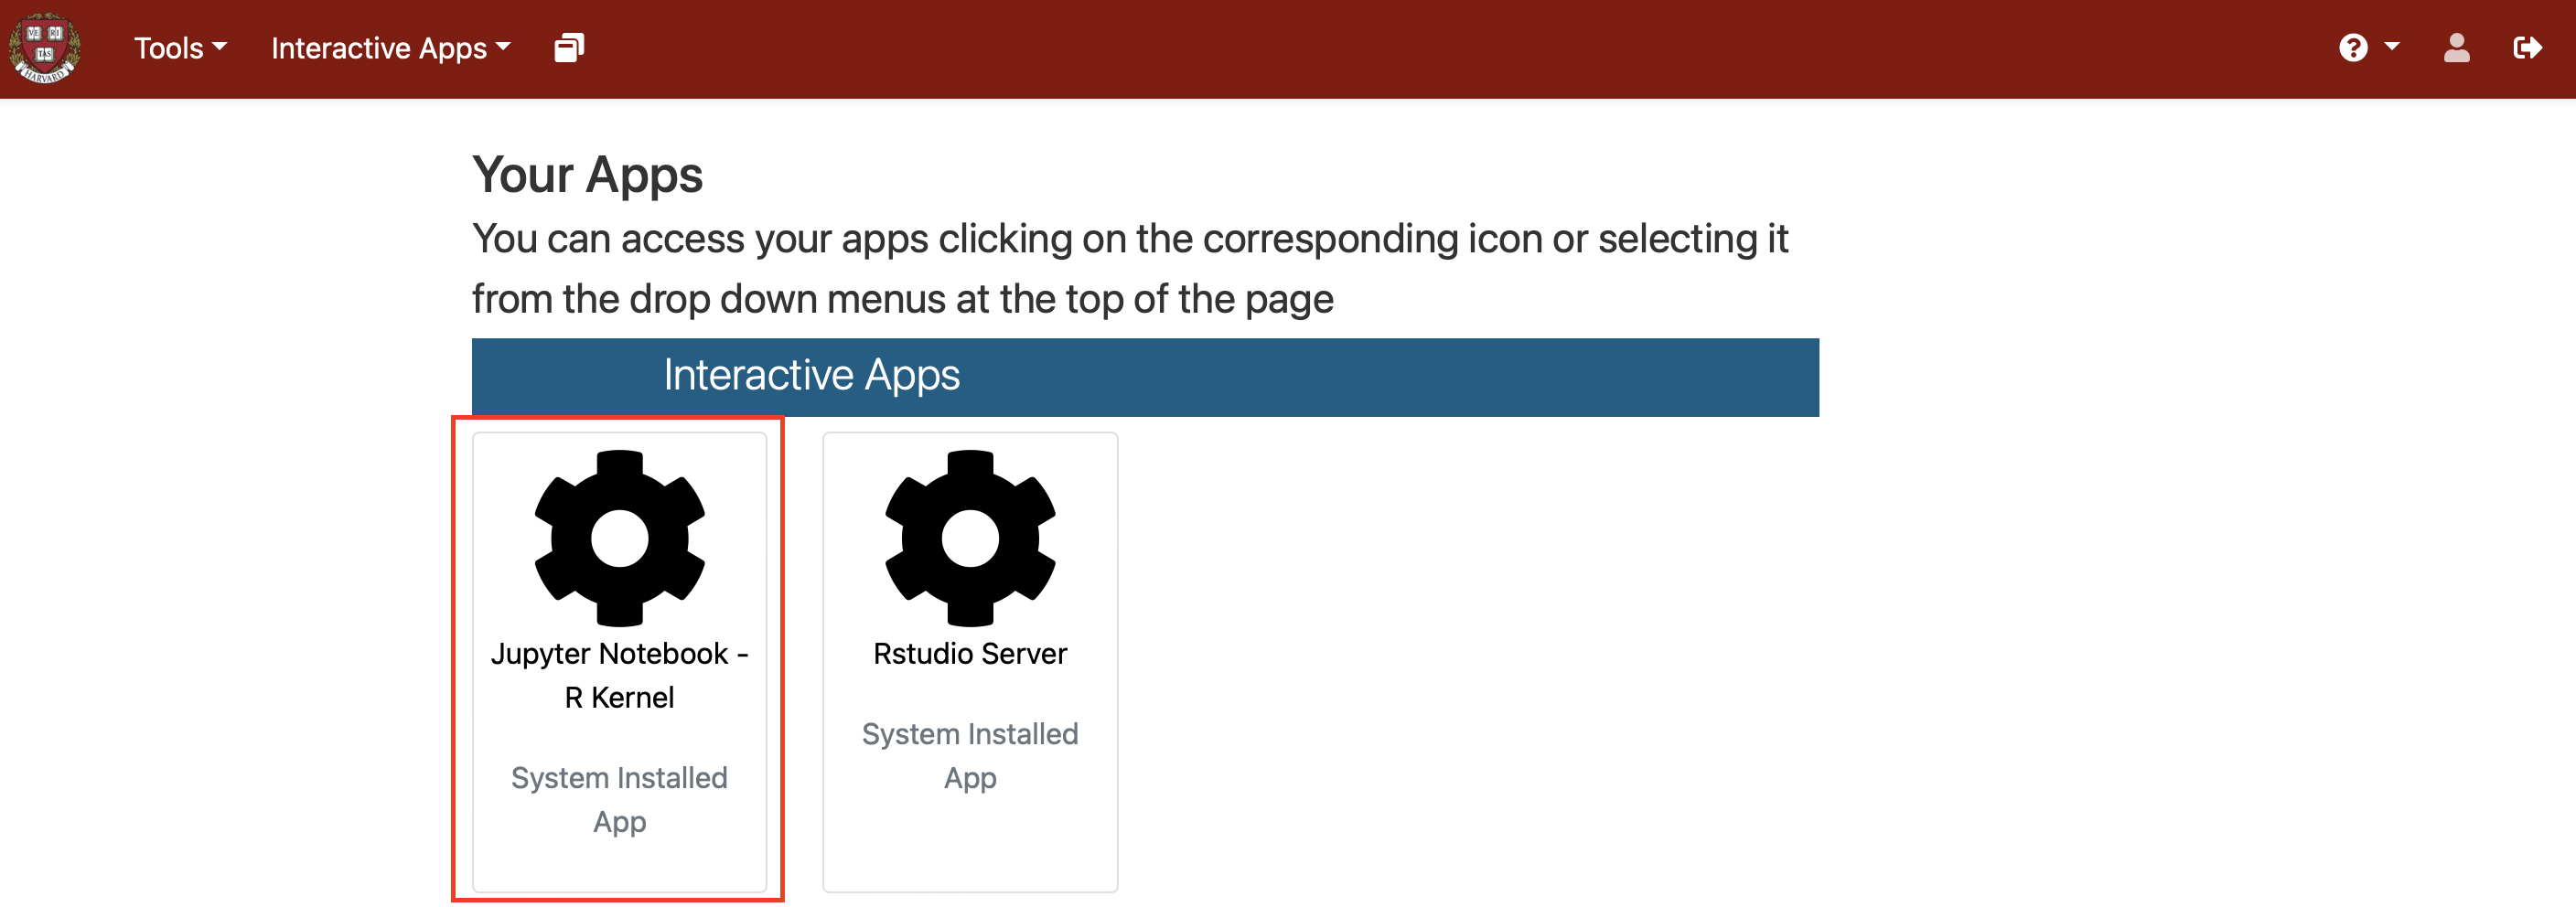 VE RI
TAS
HARVARD
Tools Interactive Apps
Your Apps
You can access your apps clicking on the corresponding icon or selecting it
from the drop down menus at the top of the page
Interactive Apps
Jupyter Notebook -
R Kernel
System Installed
App
Rstudio Server
System Installed
App